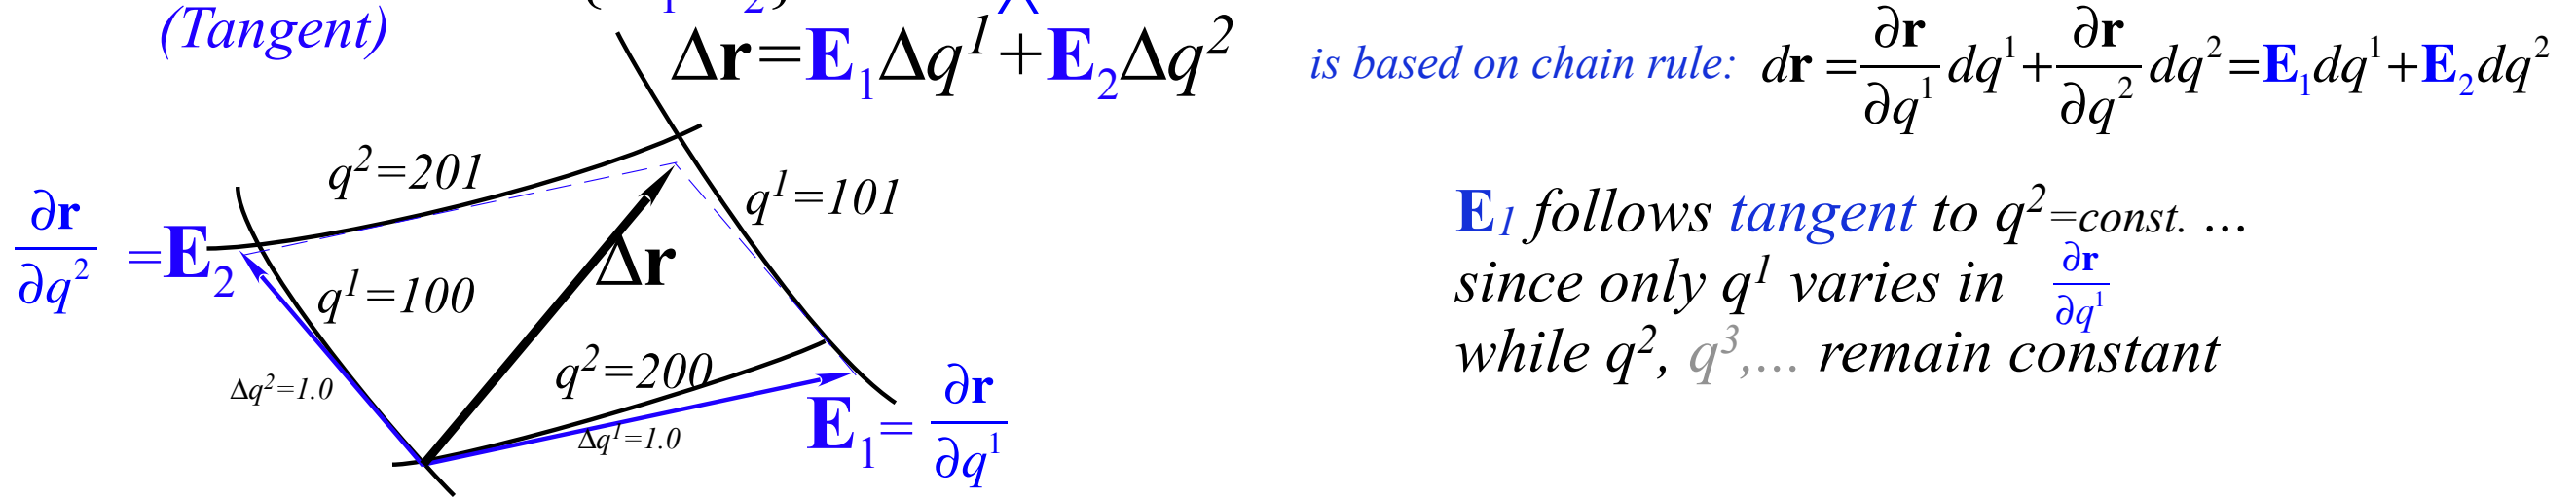 (Tangent)
Δr=E₁Δq¹+E₂Δq²
is based on chain rule: dr = ∂r/∂q¹ dq¹ + ∂r/∂q² dq² = E₁dq¹+E₂dq²
q²=201
q¹=101
∂r/∂q² =E₂
Δr
q¹=100
q²=200
Δq²=1.0
Δq¹=1.0
E₁= ∂r/∂q¹
E₁ follows tangent to q²=const. ...
since only q¹ varies in ∂r/∂q¹
while q², q³,... remain constant